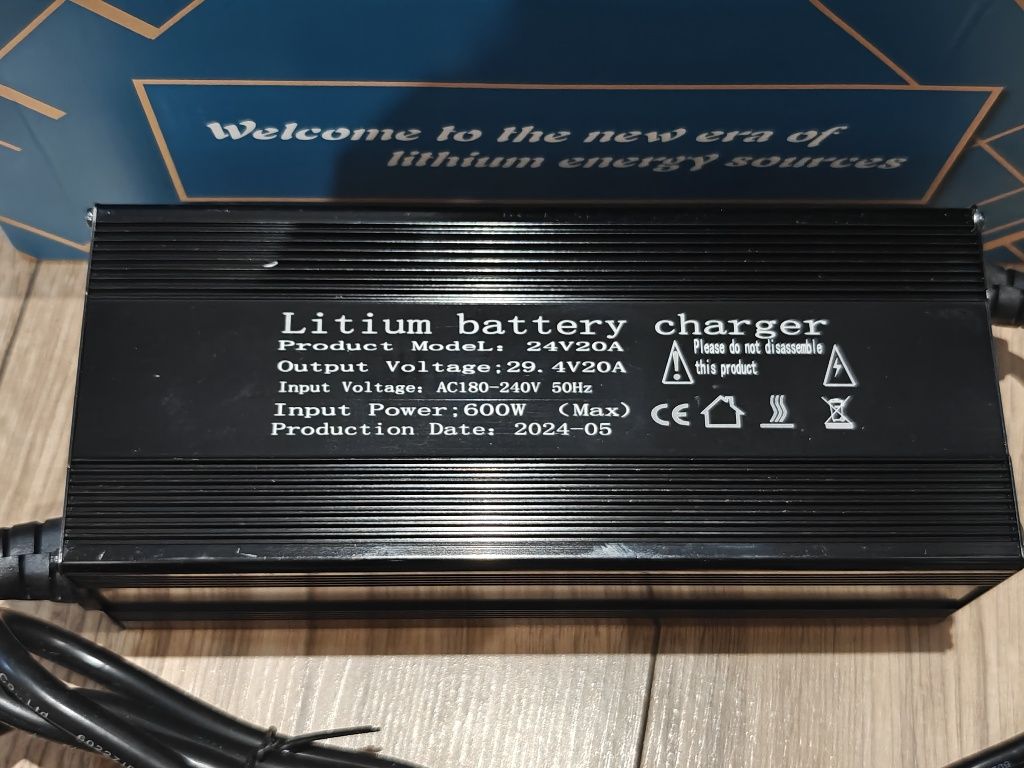 Welcome to the new era of
lithium energy sources
Litium battery charger
Product ModeL: 24V20A
Output Voltage;29.4V20A
Input Voltage: AC180-240V 50Hz
Input Power;600W （Max）
Production Date: 2024-05
Please do not disassemble
this product
CE
Co., Ltd